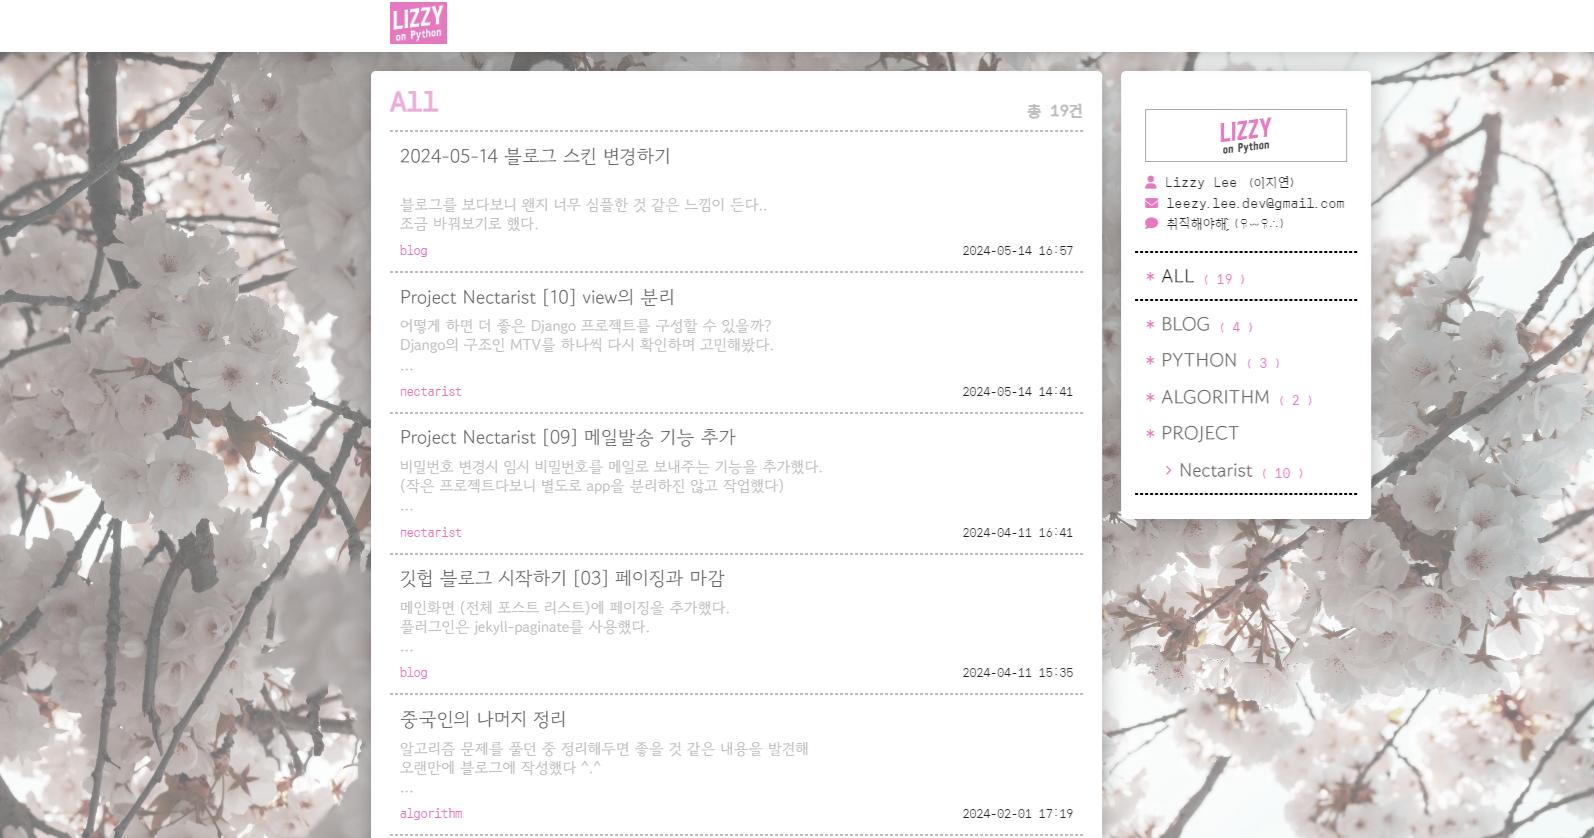 LIZZY
on Python
All
총 19건
2024-05-14 블로그 스킨 변경하기
블로그를 보다보니 왠지 너무 심플한 것 같은 느낌이 든다..
조금 바꿔보기로 했다.
blog
2024-05-14 16:57
Project Nectarist [10] view의 분리
어떻게 하면 더 좋은 Django 프로젝트를 구성할 수 있을까?
Django의 구조인 MTV를 하나씩 다시 확인하며 고민해봤다.
...
nectarist
2024-05-14 14:41
Project Nectarist [09] 메일발송 기능 추가
비밀번호 변경시 임시 비밀번호를 메일로 보내주는 기능을 추가했다.
(작은 프로젝트다보니 별도로 app을 분리하진 않고 작업했다)
...
nectarist
2024-04-11 16:41
깃헙 블로그 시작하기 [03] 페이징과 마감
메인화면 (전체 포스트 리스트)에 페이징을 추가했다.
플러그인은 jekyll-paginate를 사용했다.
...
blog
2024-04-11 15:35
중국인의 나머지 정리
알고리즘 문제를 풀던 중 정리해두면 좋을 것 같은 내용을 발견해
오랜만에 블로그에 작성했다 ^.^
...
algorithm
2024-02-01 17:19
LIZZY
on Python
Lizzy Lee (이지연)
leezy.lee.dev@gmail.com
취직해야해
* ALL ( 19 )
* BLOG ( 4 )
* PYTHON ( 3 )
* ALGORITHM ( 2 )
* PROJECT
> Nectarist ( 10 )